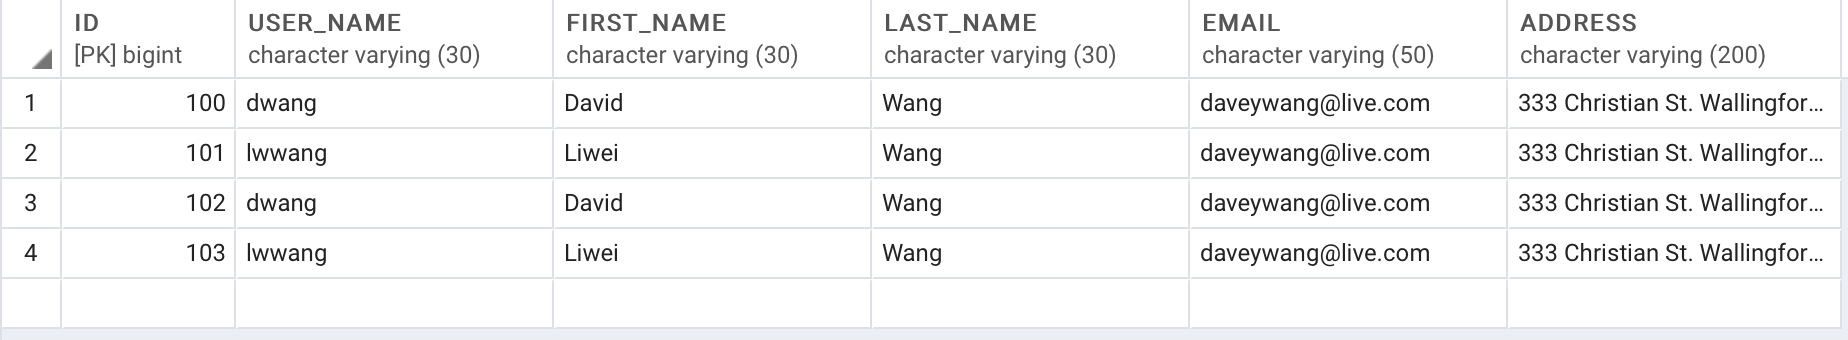 ID USER_NAME FIRST_NAME LAST_NAME EMAIL ADDRESS
[PK] bigint character varying (30) character varying (30) character varying (30) character varying (50) character varying (200)
1 100 dwang David Wang daveywang@live.com 333 Christian St. Wallingfor...
2 101 lwwang Liwei Wang daveywang@live.com 333 Christian St. Wallingfor...
3 102 dwang David Wang daveywang@live.com 333 Christian St. Wallingfor...
4 103 lwwang Liwei Wang daveywang@live.com 333 Christian St. Wallingfor...